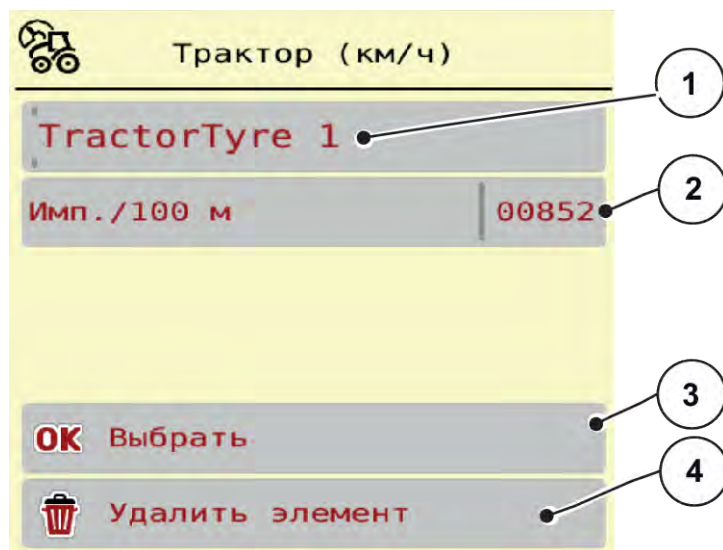 Трактор (км/ч)
1
TractorTyre 1
2
Имп./100 м 00852
3
OK Выбрать
4
Удалить элемент